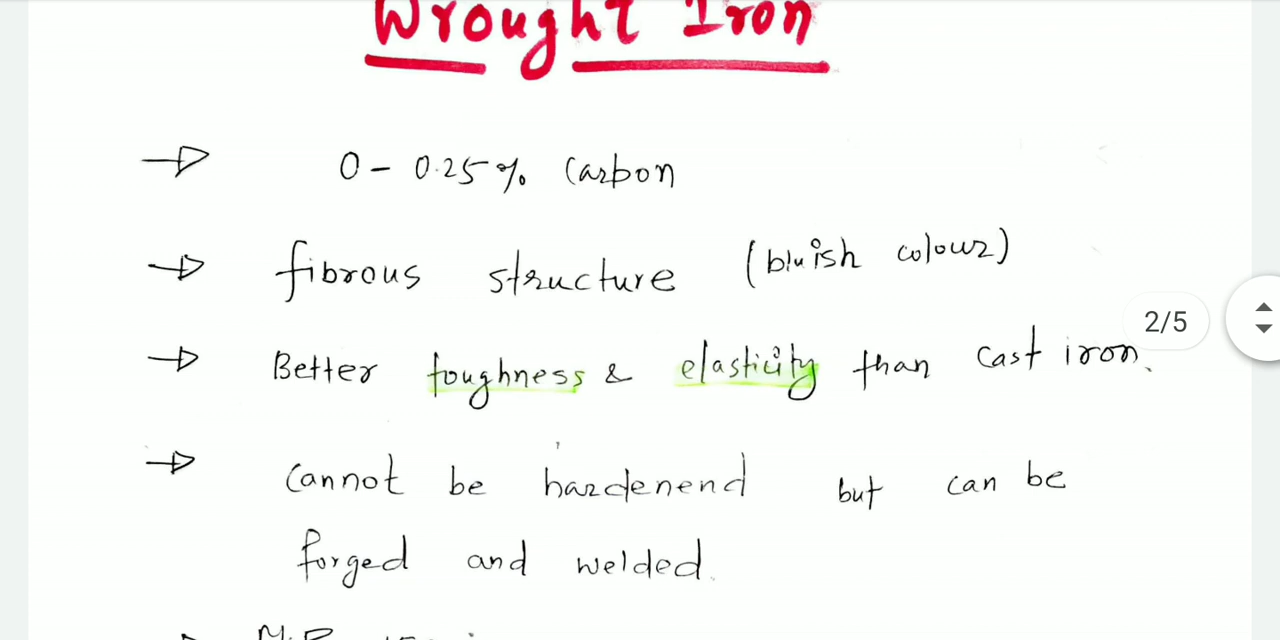 Wrought Iron
0 - 0.25% Carbon
fibrous structure (bluish colour)
2/5
Better toughness & elasticity than cast iron.
Cannot be hardenend but can be
forged and welded.